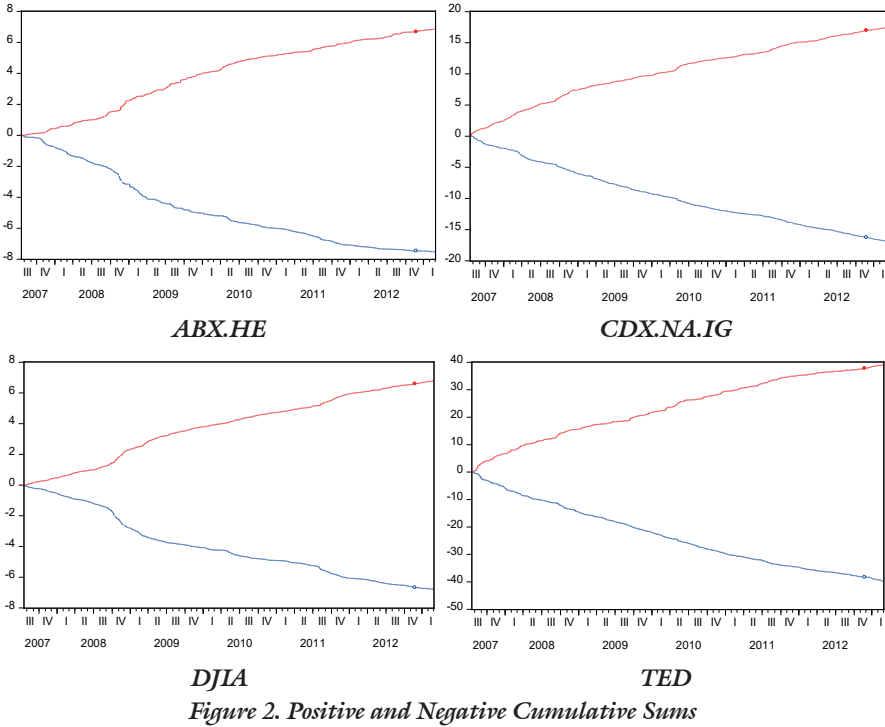 8
6
4
2
0
-2
-4
-6
-8
III IV I II III IV I II III IV I II III IV I II III IV I II III IV I
2007 2008 2009 2010 2011 2012
ABX.HE
20
15
10
5
0
-5
-10
-15
-20
III IV I II III IV I II III IV I II III IV I II III IV I II III IV I
2007 2008 2009 2010 2011 2012
CDX.NA.IG
8
6
4
2
0
-2
-4
-6
-8
III IV I II III IV I II III IV I II III IV I II III IV I II III IV I
2007 2008 2009 2010 2011 2012
DJIA
40
30
20
10
0
-10
-20
-30
-40
-50
III IV I II III IV I II III IV I II III IV I II III IV I II III IV I
2007 2008 2009 2010 2011 2012
TED
Figure 2. Positive and Negative Cumulative Sums